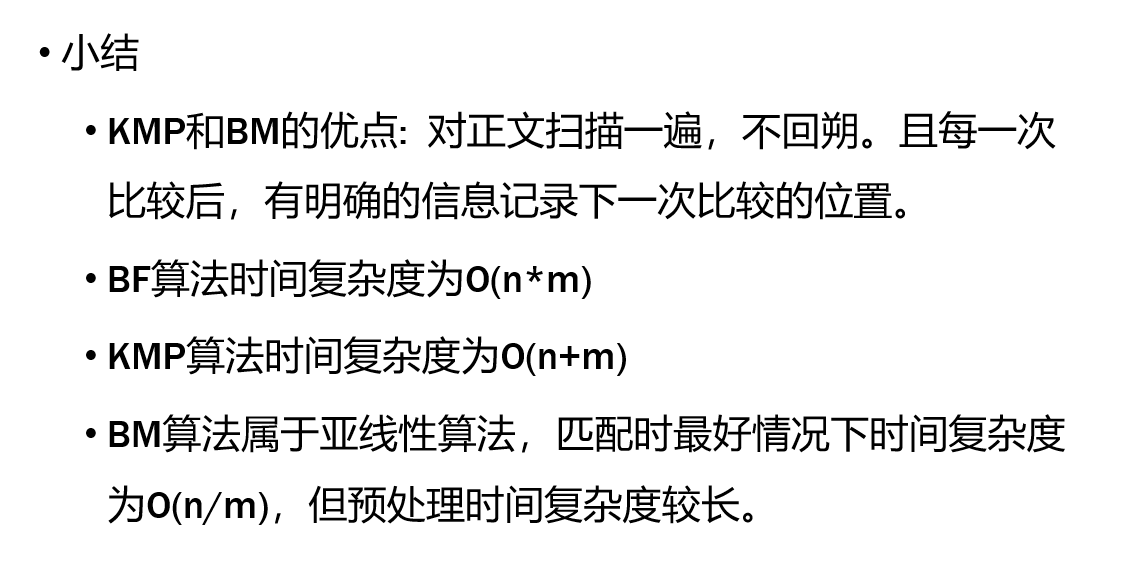 • 小结
• KMP和BM的优点: 对正文扫描一遍，不回朔。且每一次
比较后，有明确的信息记录下一次比较的位置。
• BF算法时间复杂度为O(n*m)
• KMP算法时间复杂度为O(n+m)
• BM算法属于亚线性算法，匹配时最好情况下时间复杂度
为O(n/m)，但预处理时间复杂度较长。